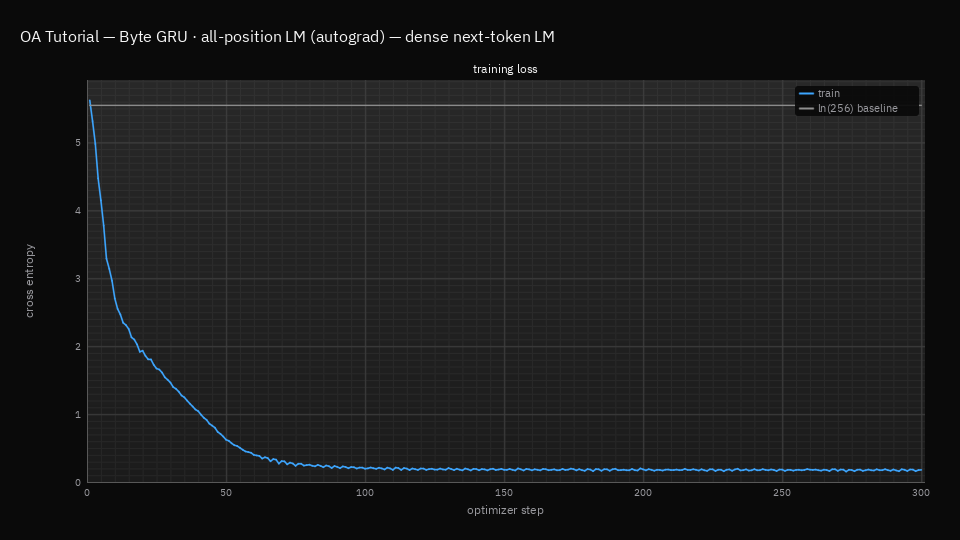 OA Tutorial — Byte GRU · all-position LM (autograd) — dense next-token LM
training loss
train
ln(256) baseline
5
4
3
2
1
0
cross entropy
0
50
100
150
200
250
300
optimizer step